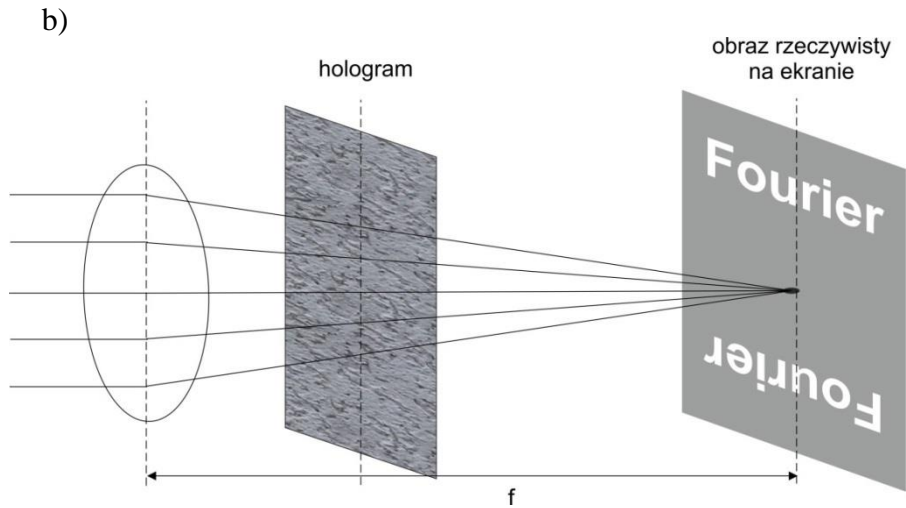 b)
obraz rzeczywisty
na ekranie
hologram
Fourier
Fourier
f